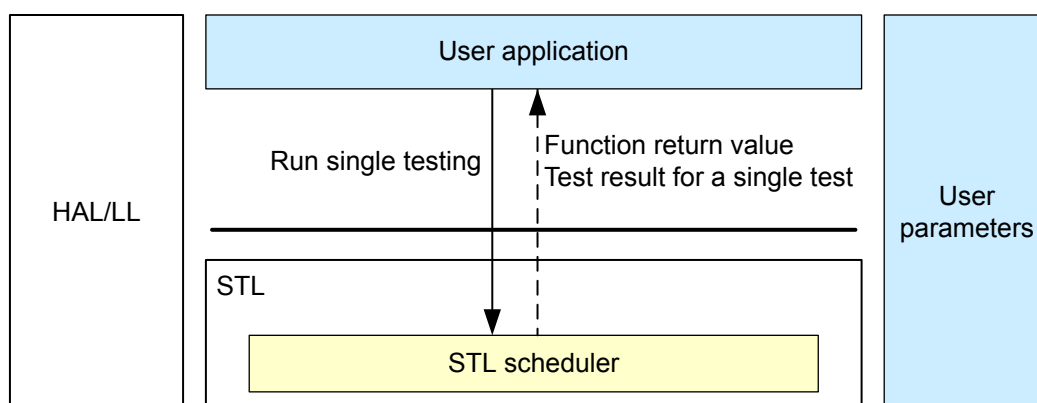 User application
Run single testing
Function return value
Test result for a single test
HAL/LL
User
parameters
STL
STL scheduler